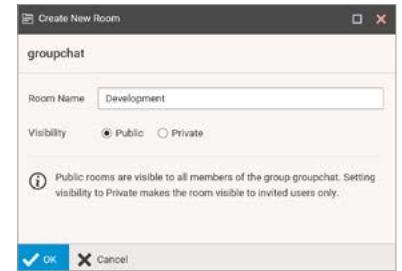 Create New Room
groupchat
Room Name Development
Visibility Public Private
Public rooms are visible to all members of the group groupchat. Setting
visibility to Private makes the room visible to invited users only.
OK Cancel